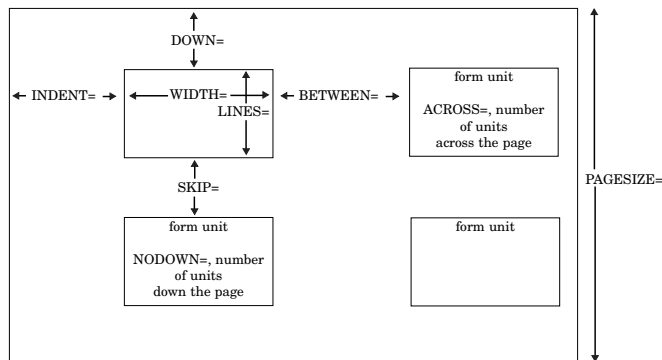 DOWN=
INDENT=
WIDTH=
LINES=
BETWEEN=
form unit
ACROSS=, number
of units
across the page
SKIP=
PAGESIZE=
form unit
NODOWN=, number
of units
down the page
form unit